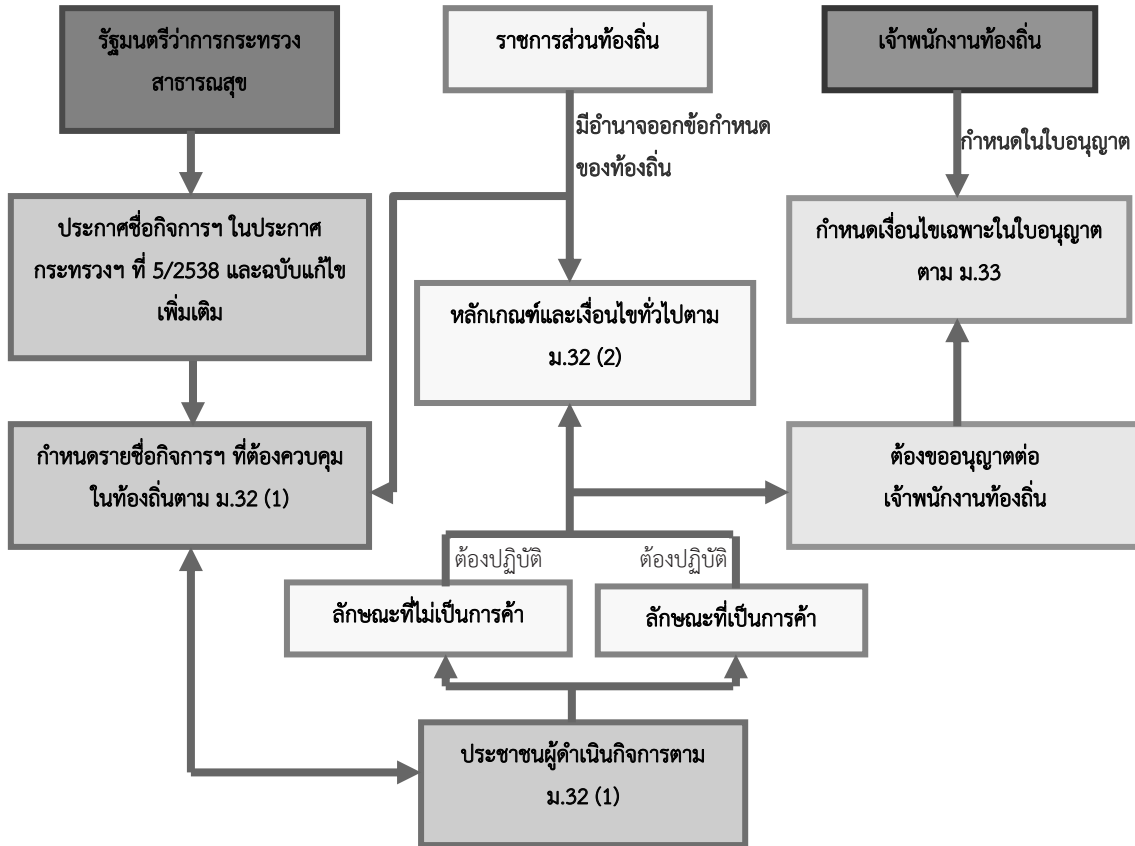 รัฐมนตรีว่าการกระทรวง
สาธารณสุข
ราชการส่วนท้องถิ่น
เจ้าพนักงานท้องถิ่น
มีอำนาจออกข้อกำหนด
ของท้องถิ่น
กำหนดในใบอนุญาต
ประกาศชื่อกิจการฯ ในประกาศ
กระทรวงฯ ที่ 5/2538 และฉบับแก้ไข
เพิ่มเติม
กำหนดเงื่อนไขเฉพาะในใบอนุญาต
ตาม ม.33
หลักเกณฑ์และเงื่อนไขทั่วไปตาม
ม.32 (2)
กำหนดรายชื่อกิจการฯ ที่ต้องควบคุม
ในท้องถิ่นตาม ม.32 (1)
ต้องขออนุญาตต่อ
เจ้าพนักงานท้องถิ่น
ต้องปฏิบัติ
ต้องปฏิบัติ
ลักษณะที่ไม่เป็นการค้า
ลักษณะที่เป็นการค้า
ประชาชนผู้ดำเนินกิจการตาม
ม.32 (1)